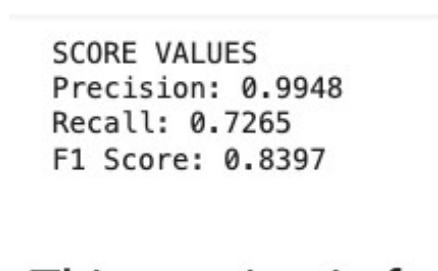 SCORE VALUES
Precision: 0.9948
Recall: 0.7265
F1 Score: 0.8397